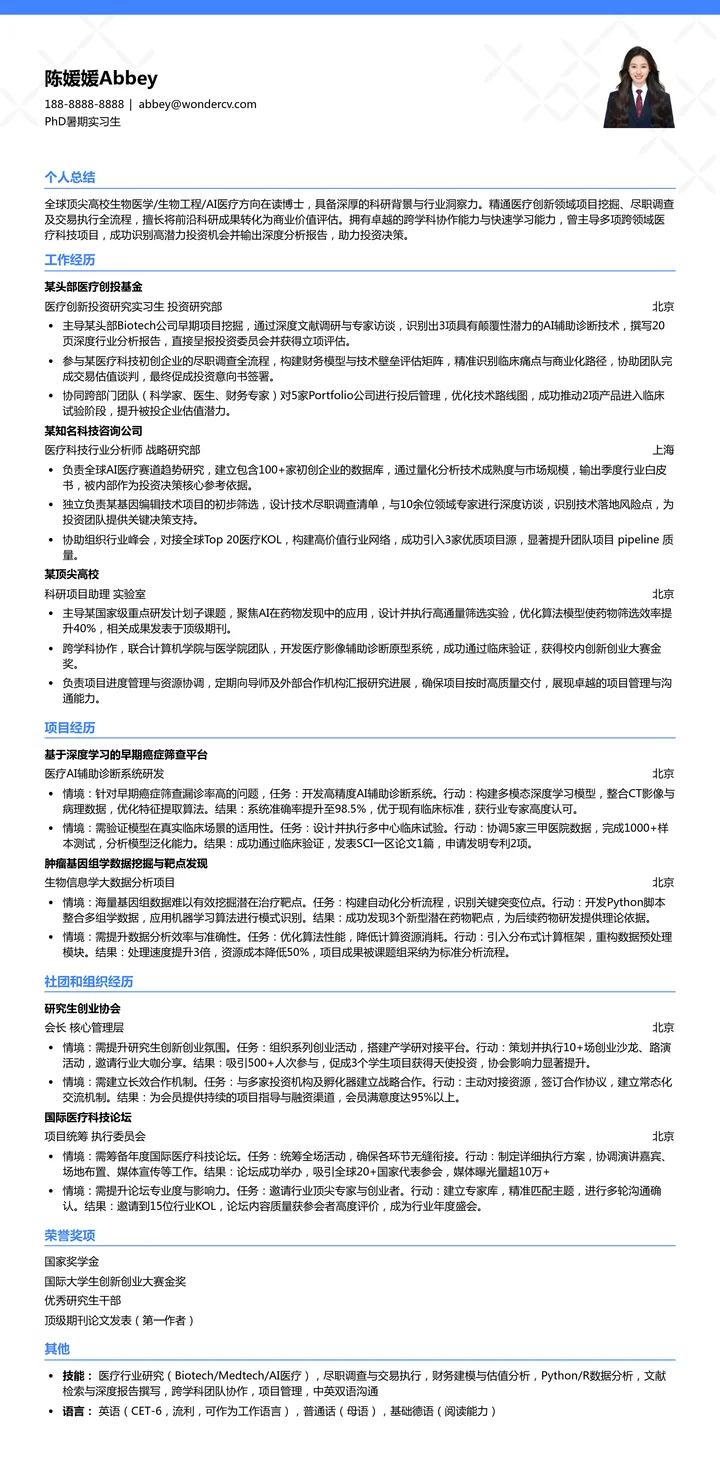 陈媛媛Abbey
188-8888-8888 | abbey@wondercv.com
PhD暑期实习生
个人总结
全球顶尖高校生物医学/生物工程/AI医疗方向在读博士，具备深厚的科研背景与行业洞察力。精通医疗创新领域项目挖掘、尽职调查
及交易执行全流程，擅长将前沿科研成果转化为商业价值评估。拥有卓越的跨学科协作能力与快速学习能力，曾主导多项跨领域医
疗科技项目，成功识别高潜力投资机会并输出深度分析报告，助力投资决策。
工作经历
某头部医疗创投基金
医疗创新投资研究实习生 投资研究部 北京
• 主导某头部Biotech公司早期项目挖掘，通过深度文献调研与专家访谈，识别出3项具有颠覆性潜力的AI辅助诊断技术，撰写20
页深度行业分析报告，直接呈报投资委员会并获得立项评估。
• 参与某医疗科技初创企业的尽职调查全流程，构建财务模型与技术壁垒评估矩阵，精准识别临床痛点与商业化路径，协助团队完
成交易估值谈判，最终促成投资意向书签署。
• 协同跨部门团队（科学家、医生、财务专家）对5家Portfolio公司进行投后管理，优化技术路线图，成功推动2项产品进入临床
试验阶段，提升被投企业估值潜力。
某知名科技咨询公司
医疗科技行业分析师 战略研究部 上海
• 负责全球AI医疗赛道趋势研究，建立包含100+家初创企业的数据库，通过量化分析技术成熟度与市场规模，输出季度行业白皮
书，被内部作为投资决策核心参考依据。
• 独立负责某基因编辑技术项目的初步筛选，设计技术尽职调查清单，与10余位领域专家进行深度访谈，识别技术落地风险点，为
投资团队提供关键决策支持。
• 协助组织行业峰会，对接全球Top 20医疗KOL，构建高价值行业网络，成功引入3家优质项目源，显著提升团队项目 pipeline 质
量。
某顶尖高校
科研项目助理 实验室 北京
• 主导某国家级重点研发计划子课题，聚焦AI在药物发现中的应用，设计并执行高通量筛选实验，优化算法模型使药物筛选效率提
升40%，相关成果发表于顶级期刊。
• 跨学科协作，联合计算机学院与医学院团队，开发医疗影像辅助诊断原型系统，成功通过临床验证，获得校内创新创业大赛金
奖。
• 负责项目进度管理与资源协调，定期向导师及外部合作机构汇报研究进展，确保项目按时高质量交付，展现卓越的项目管理与沟
通能力。
项目经历
基于深度学习的早期癌症筛查平台
医疗AI辅助诊断系统研发 北京
• 情境：针对早期癌症筛查漏诊率高的问题，任务：开发高精度AI辅助诊断系统。行动：构建多模态深度学习模型，整合CT影像与
病理数据，优化特征提取算法。结果：系统准确率提升至98.5%，优于现有临床标准，获行业专家高度认可。
• 情境：需验证模型在真实临床场景的适用性。任务：设计并执行多中心临床试验。行动：协调5家三甲医院数据，完成1000+样
本测试，分析模型泛化能力。结果：成功通过临床验证，发表SCI一区论文1篇，申请发明专利2项。
肿瘤基因组学数据挖掘与靶点发现
生物信息学大数据分析项目 北京
• 情境：海量基因组数据难以有效挖掘潜在治疗靶点。任务：构建自动化分析流程，识别关键突变位点。行动：开发Python脚本
整合多组学数据，应用机器学习算法进行模式识别。结果：成功发现3个新型潜在药物靶点，为后续药物研发提供理论依据。
• 情境：需提升数据分析效率与准确性。任务：优化算法性能，降低计算资源消耗。行动：引入分布式计算框架，重构数据预处理
模块。结果：处理速度提升3倍，资源成本降低50%，项目成果被课题组采纳为标准分析流程。
社团和组织经历
研究生创业协会
会长 核心管理层 北京
• 情境：需提升研究生创新创业氛围。任务：组织系列创业活动，搭建产学研对接平台。行动：策划并执行10+场创业沙龙、路演
活动，邀请行业大咖分享。结果：吸引500+人次参与，促成3个学生项目获得天使投资，协会影响力显著提升。
• 情境：需建立长效合作机制。任务：与多家投资机构及孵化器建立战略合作。行动：主动对接资源，签订合作协议，建立常态化
交流机制。结果：为会员提供持续的项目指导与融资渠道，会员满意度达95%以上。
国际医疗科技论坛
项目统筹 执行委员会 北京
• 情境：需筹备年度国际医疗科技论坛。任务：统筹全场活动，确保各环节无缝衔接。行动：制定详细执行方案，协调演讲嘉宾、
场地布置、媒体宣传等工作。结果：论坛成功举办，吸引全球20+国家代表参会，媒体曝光量超10万+
• 情境：需提升论坛专业度与影响力。任务：邀请行业顶尖专家与创业者。行动：建立专家库，精准匹配主题，进行多轮沟通确
认。结果：邀请到15位行业KOL，论坛内容质量获参会者高度评价，成为行业年度盛会。
荣誉奖项
国家奖学金
国际大学生创新创业大赛金奖
优秀研究生干部
顶级期刊论文发表（第一作者）
其他
• 技能： 医疗行业研究（Biotech/Medtech/AI医疗），尽职调查与交易执行，财务建模与估值分析，Python/R数据分析，文献
检索与深度报告撰写，跨学科团队协作，项目管理，中英双语沟通
• 语言： 英语（CET-6，流利，可作为工作语言），普通话（母语），基础德语（阅读能力）